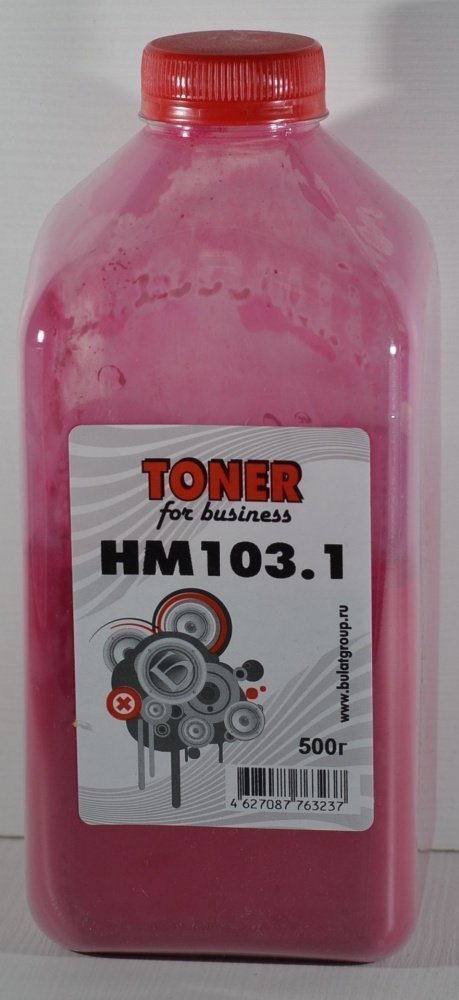 TONER
for business
HM103.1
www.bulatgroup.ru
500г
4 627087 763237